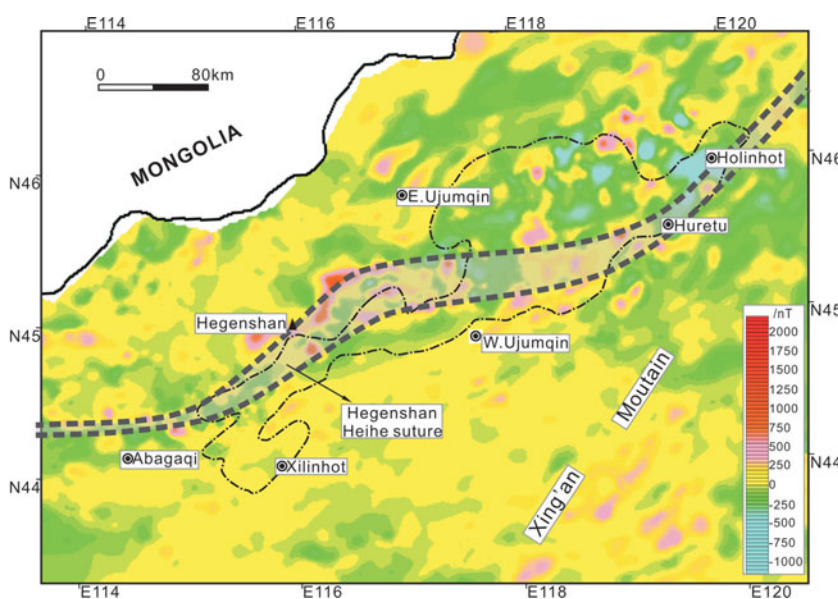 E114
E116
E118
E120
0
80km
MONGOLIA
N46
N46
Holinhot
E.Ujumqin
Huretu
N45
Hegenshan
N45
/nT
2000
1750
1500
1250
1000
750
500
250
0
-250
-500
-750
-1000
W.Ujumqin
Moutain
Hegenshan
Heihe suture
Abagaqi
Xilinhot
N44
N44
Xing'an
E114
E116
E118
E120